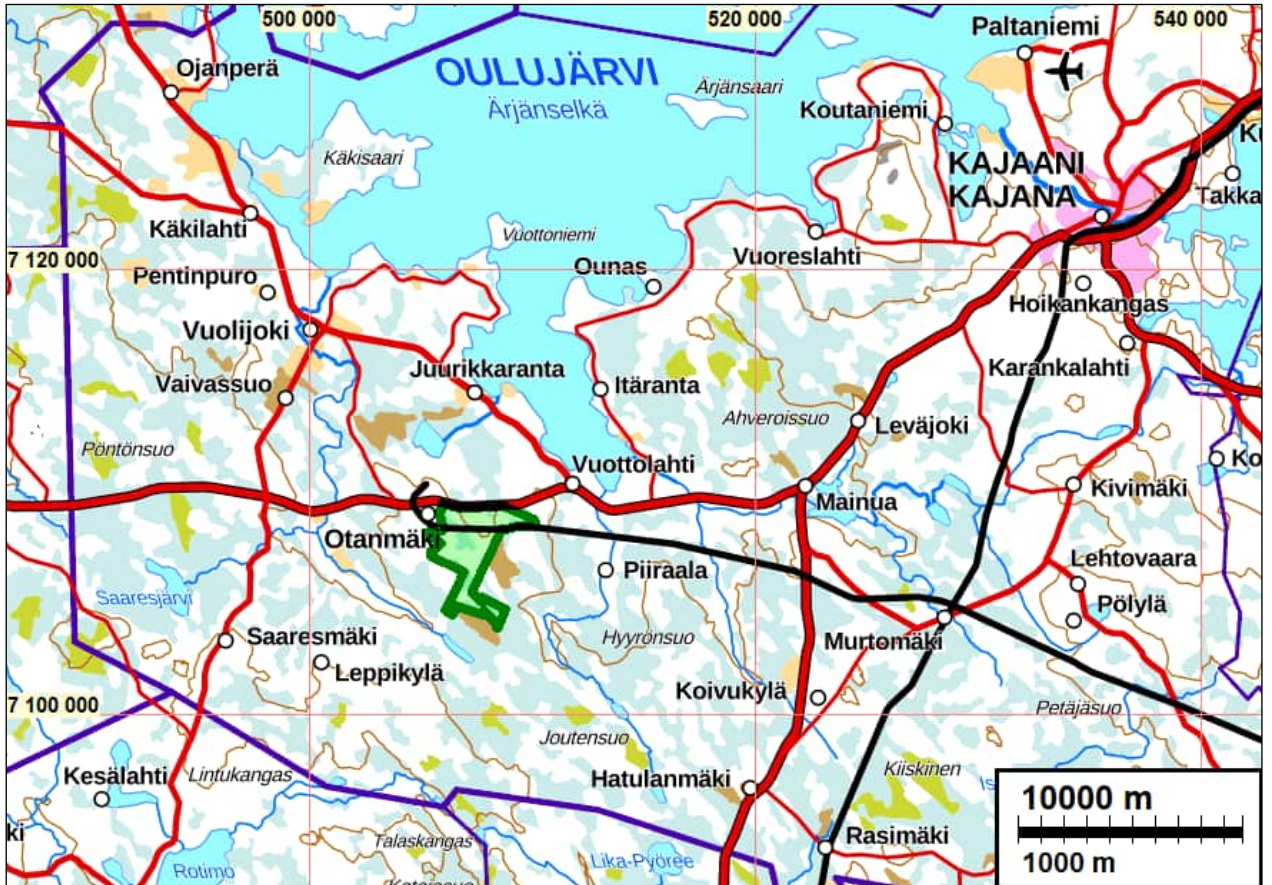 500 000
520 000
540 000
Paltaniemi
Ojanperä
OULUJÄRVI
Ärjänselkä
Ärjänsaari
Koutaniemi
Käkisaari
KAJAANI
KAJANA
Takka
Käkilahti
Vuottoniemi
Vuoreslahti
7 120 000
Ounas
Pentinpuro
Hoikankangas
Vuolijoki
Karankalahti
Juurikkaranta
Vaivassuo
Itäranta
Ahveroissuo
Leväjoki
Pöntönsuo
Vuottolahti
Ko
Kivimäki
Mainua
Otanmäki
Lehtovaara
Piiraala
Saaresjärvi
Pölylä
Saaresmäki
Hyyrönsuo
Murtomäki
Leppikylä
Koivukylä
7 100 000
Petäjäsuo
Joutensuo
Kesälahti
Lintukangas
Hatulanmäki
Kiiskinen
Is
10000 m
1000 m
ki
Talaskangas
Rasimäki
Lika-Pyöree
Rotimo